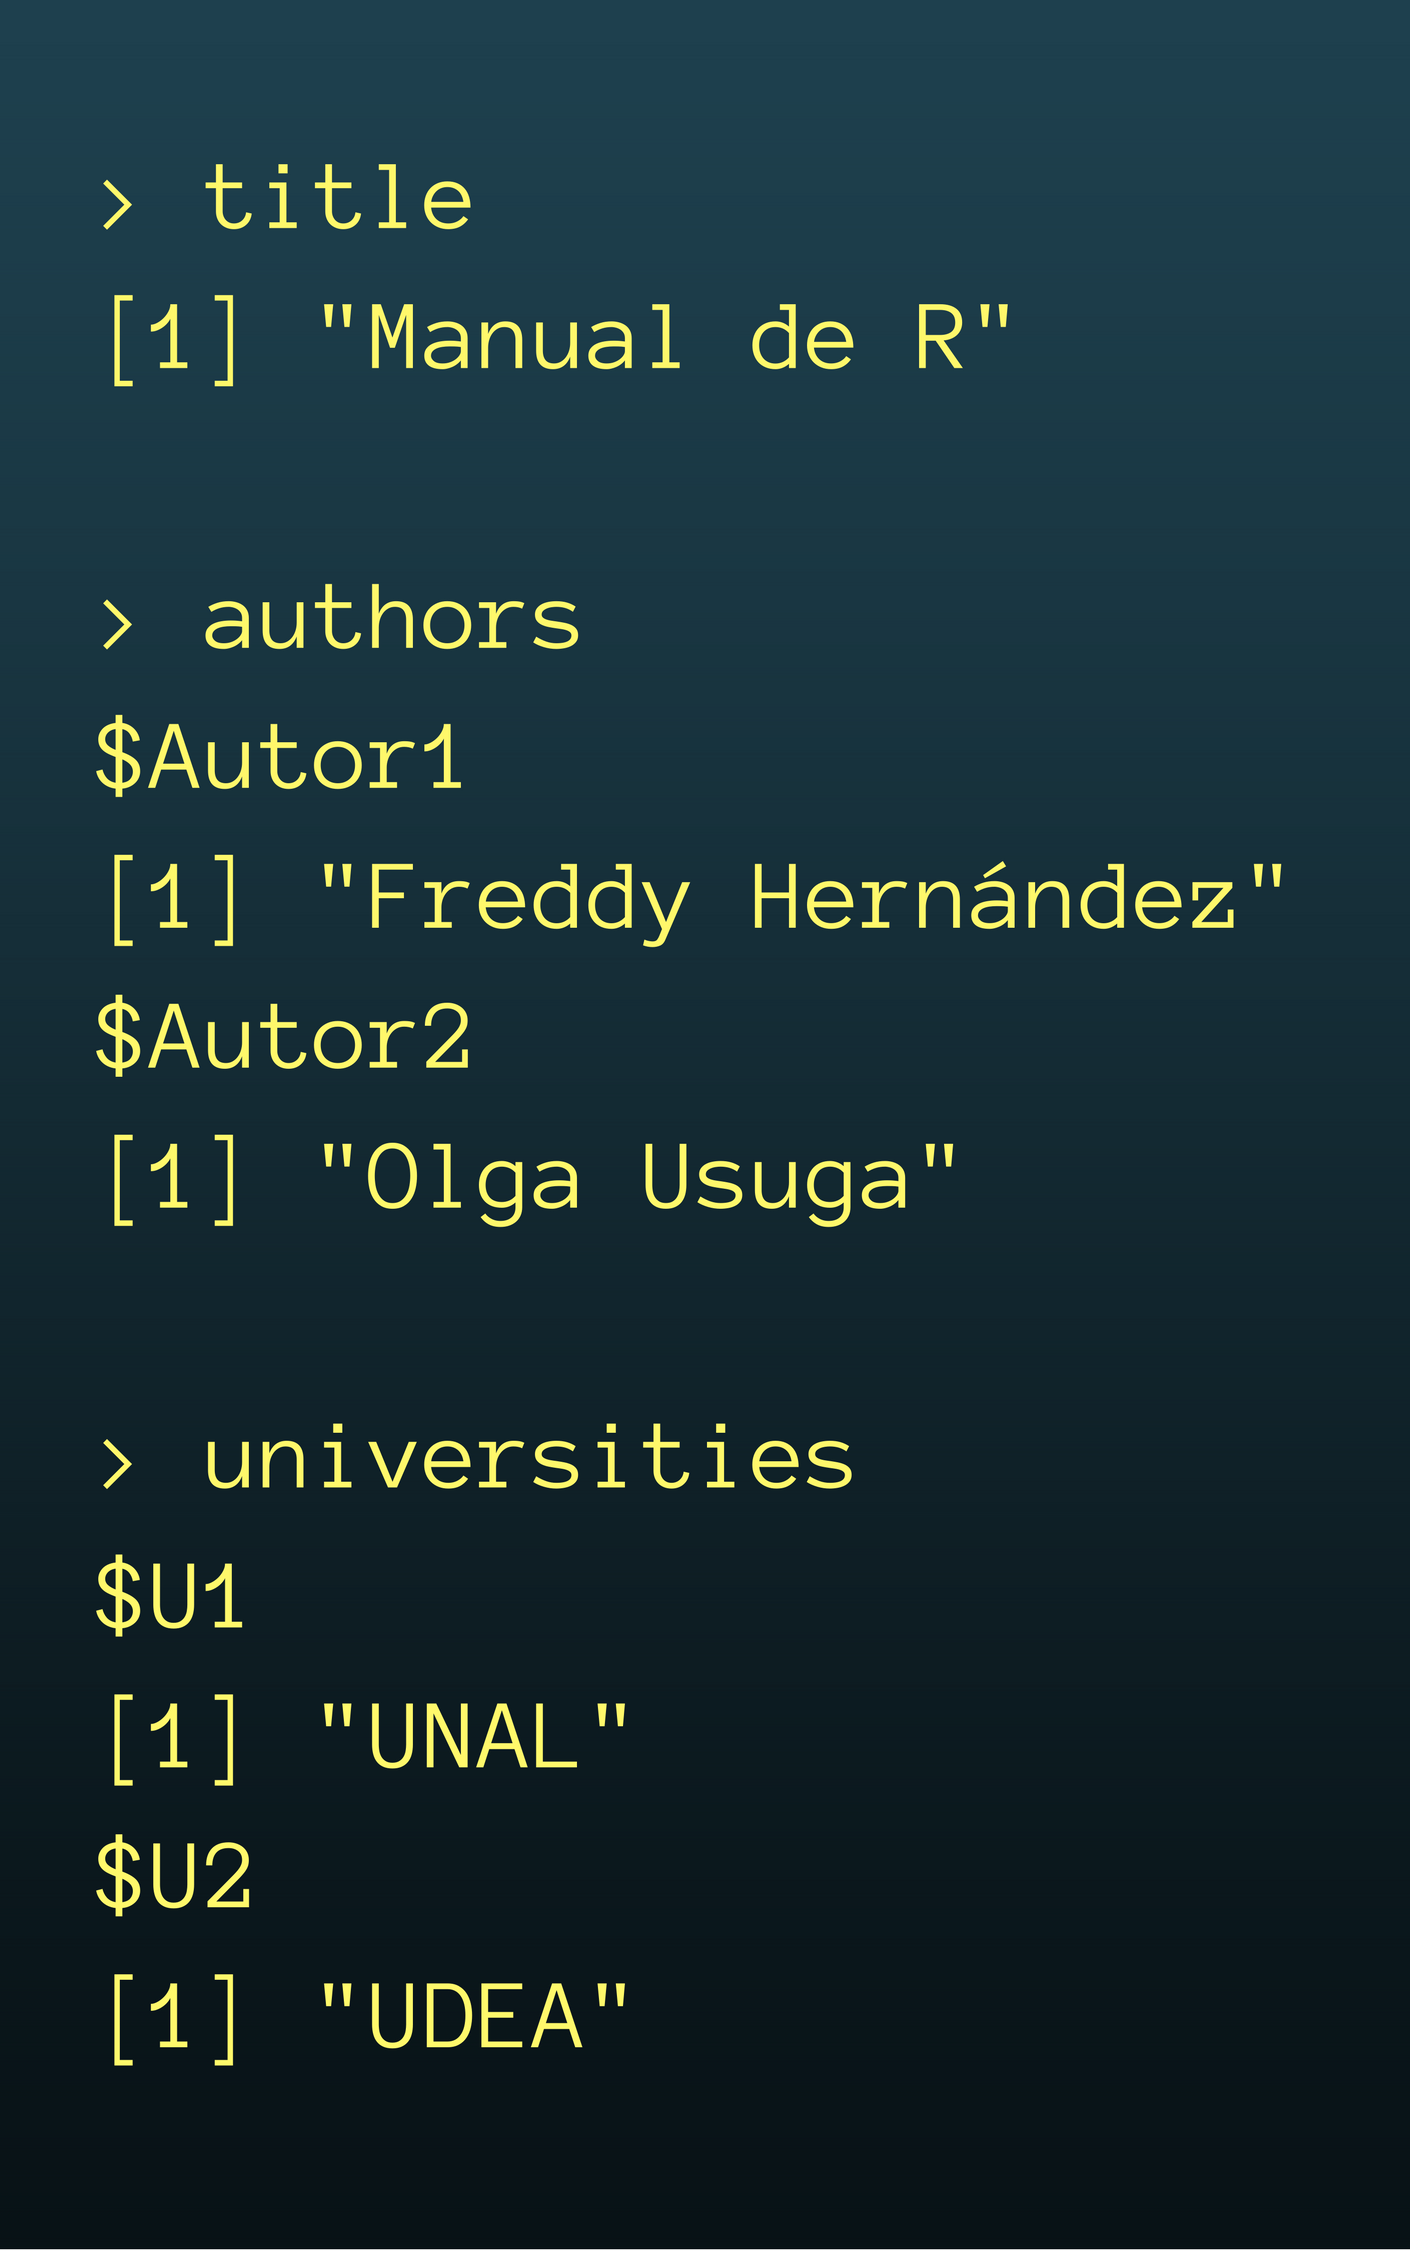 > title
[1] "Manual de R"
> authors
$Autor1
[1] "Freddy Hernández"
$Autor2
[1] "Olga Usuga"
> universities
$U1
[1] "UNAL"
$U2
[1] "UDEA"